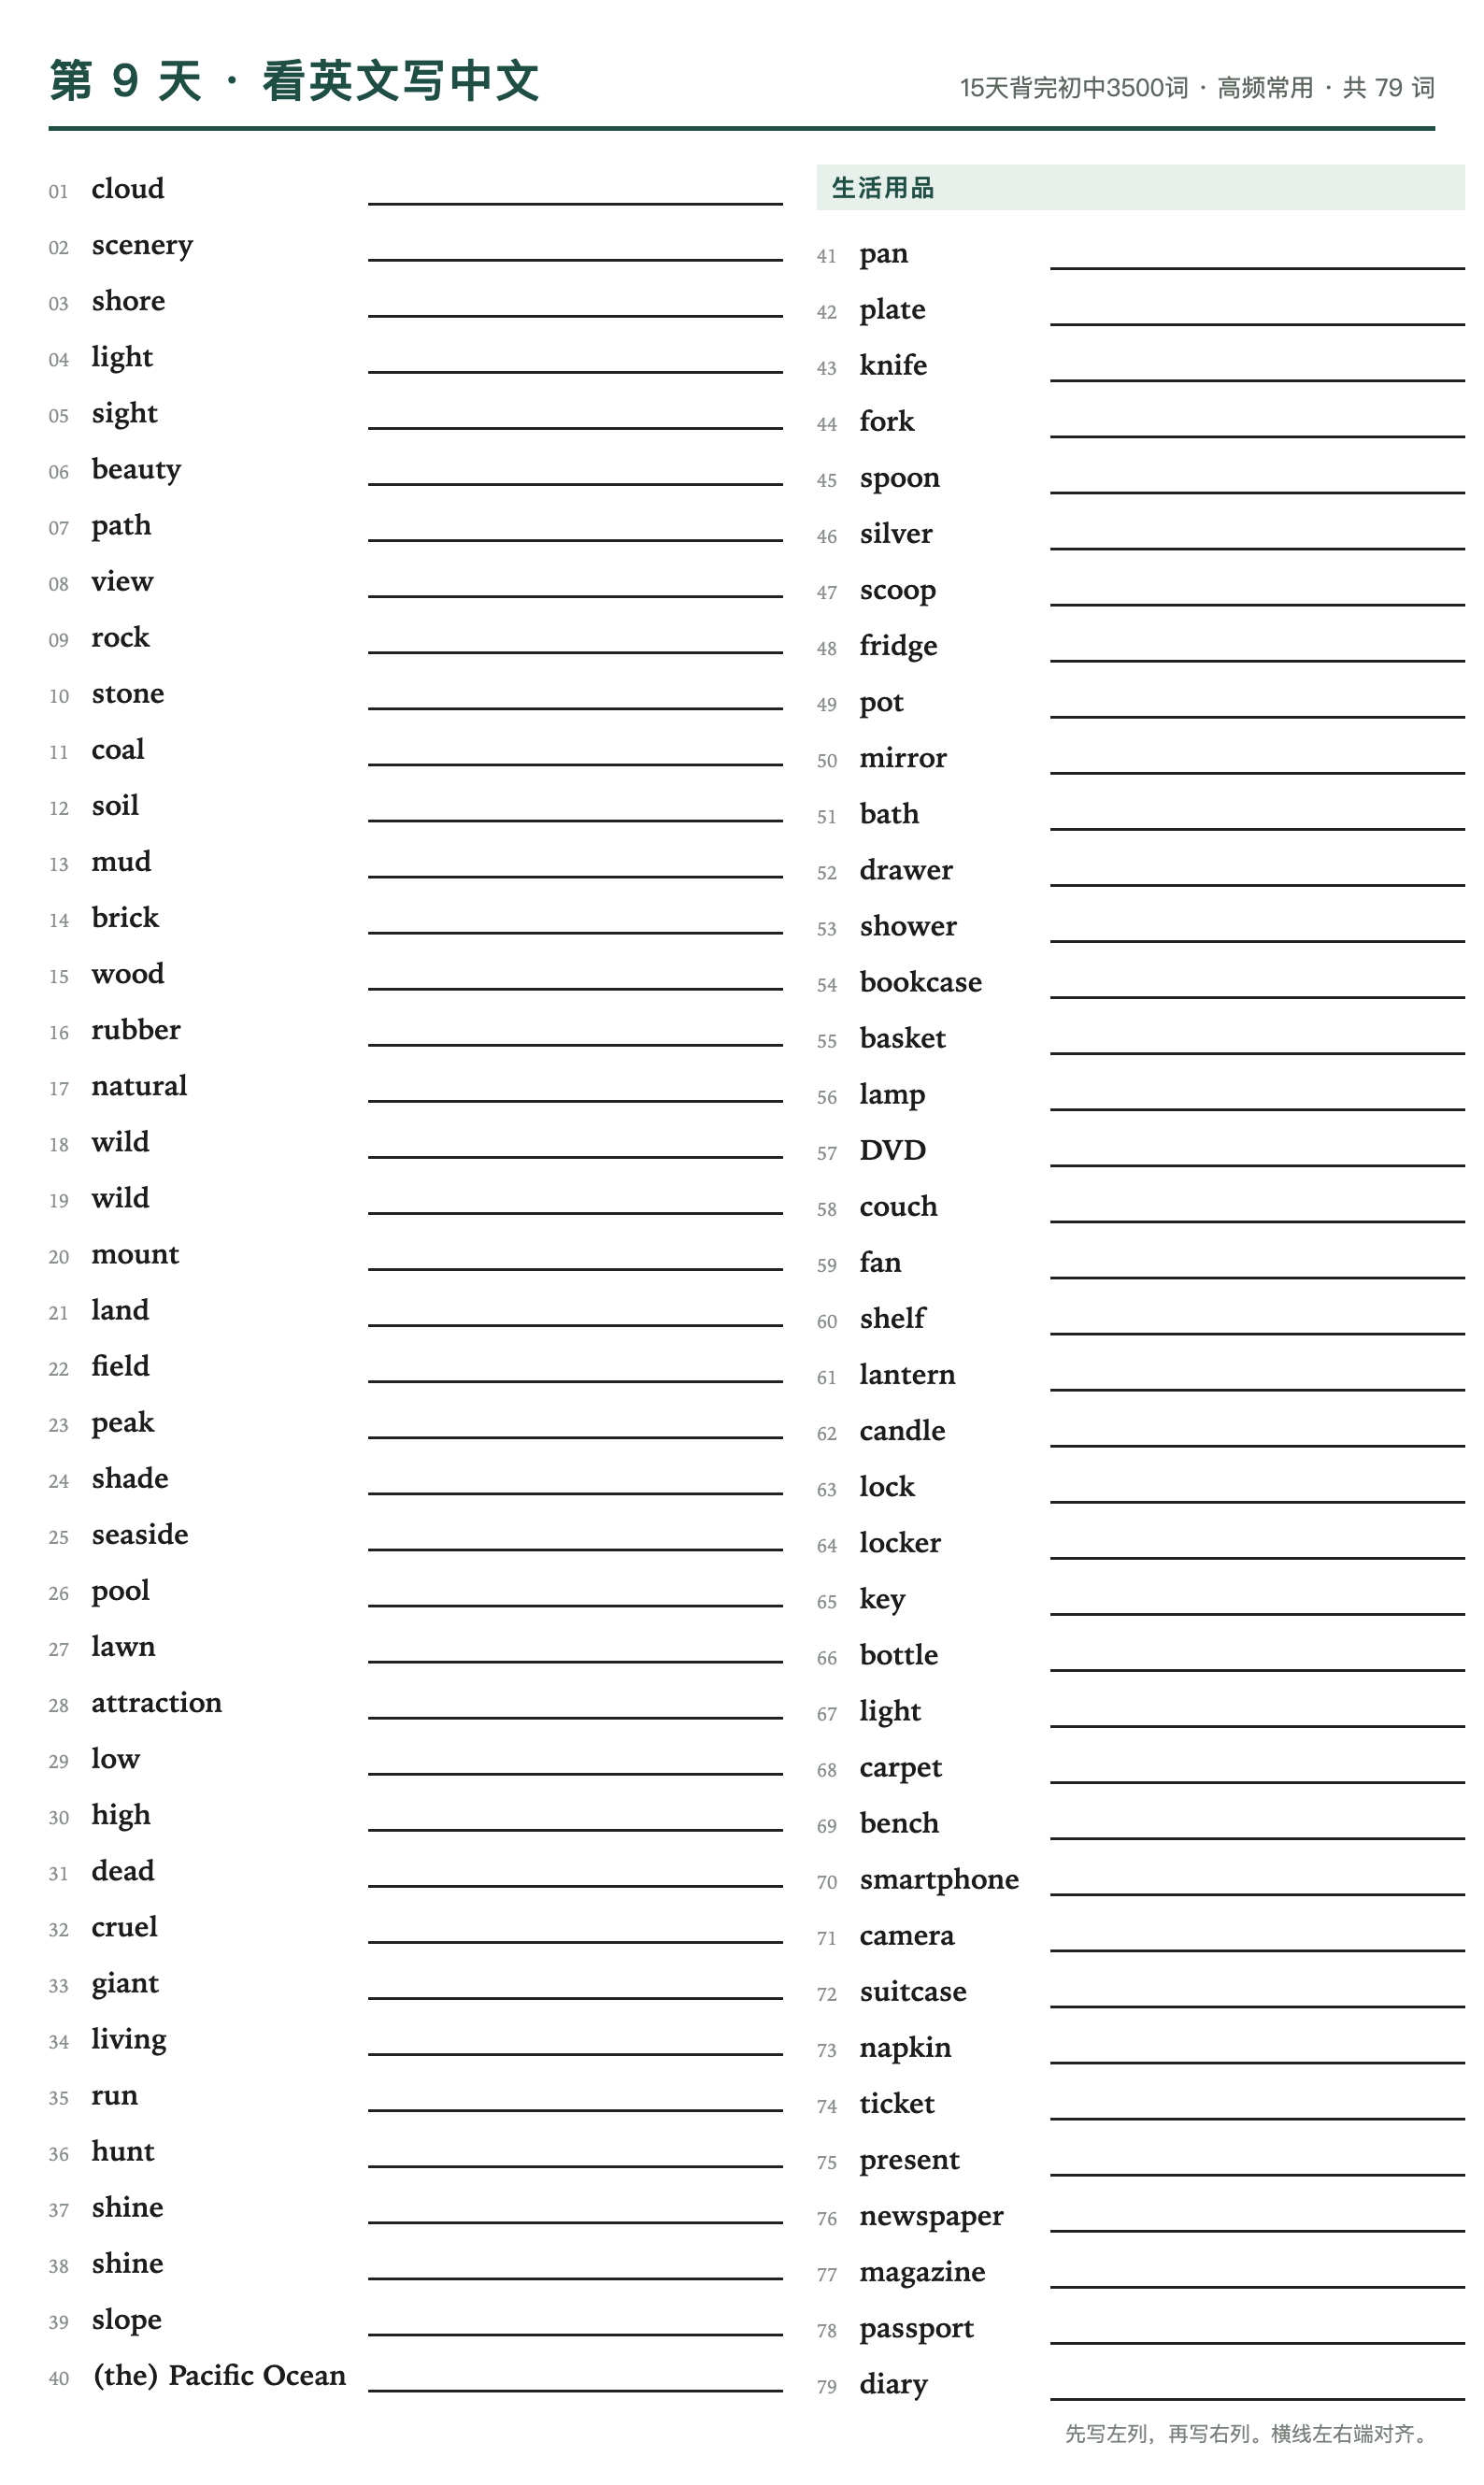 第 9 天 · 看英文写中文
15天背完初中3500词 · 高频常用 · 共 79 词
01 cloud
02 scenery
03 shore
04 light
05 sight
06 beauty
07 path
08 view
09 rock
10 stone
11 coal
12 soil
13 mud
14 brick
15 wood
16 rubber
17 natural
18 wild
19 wild
20 mount
21 land
22 field
23 peak
24 shade
25 seaside
26 pool
27 lawn
28 attraction
29 low
30 high
31 dead
32 cruel
33 giant
34 living
35 run
36 hunt
37 shine
38 shine
39 slope
40 (the) Pacific Ocean
生活用品
41 pan
42 plate
43 knife
44 fork
45 spoon
46 silver
47 scoop
48 fridge
49 pot
50 mirror
51 bath
52 drawer
53 shower
54 bookcase
55 basket
56 lamp
57 DVD
58 couch
59 fan
60 shelf
61 lantern
62 candle
63 lock
64 locker
65 key
66 bottle
67 light
68 carpet
69 bench
70 smartphone
71 camera
72 suitcase
73 napkin
74 ticket
75 present
76 newspaper
77 magazine
78 passport
79 diary
先写左列，再写右列。横线左右端对齐。